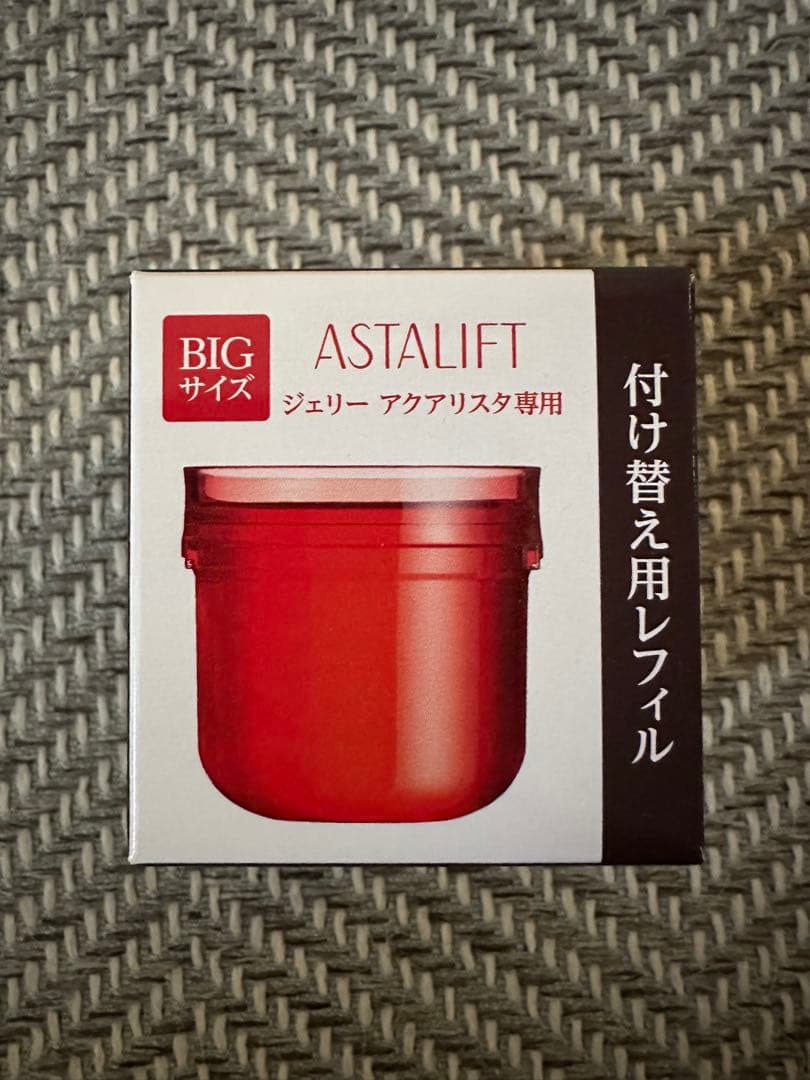 BIG
サイズ
ASTALIFT
ジェリー アクアリスタ専用
付け替え用レフィル